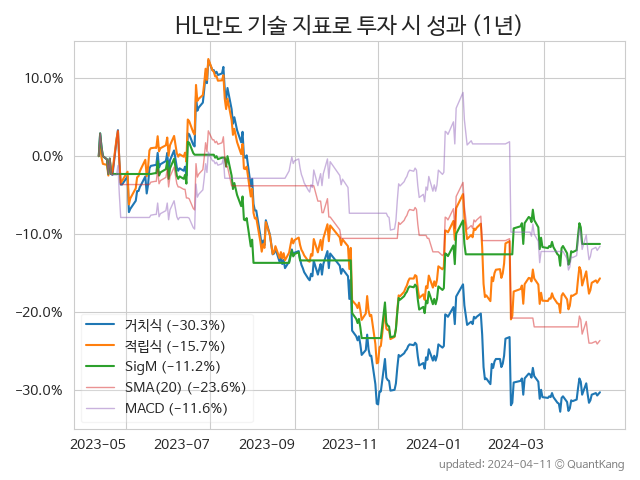 HL만도 기술 지표로 투자 시 성과 (1년)
10.0%
0.0%
−10.0%
−20.0%
−30.0%
거치식 (−30.3%)
적립식 (−15.7%)
SigM (−11.2%)
SMA(20) (−23.6%)
MACD (−11.6%)
2023-05 2023-07 2023-09 2023-11 2024-01 2024-03
updated: 2024-04-11 © QuantKang